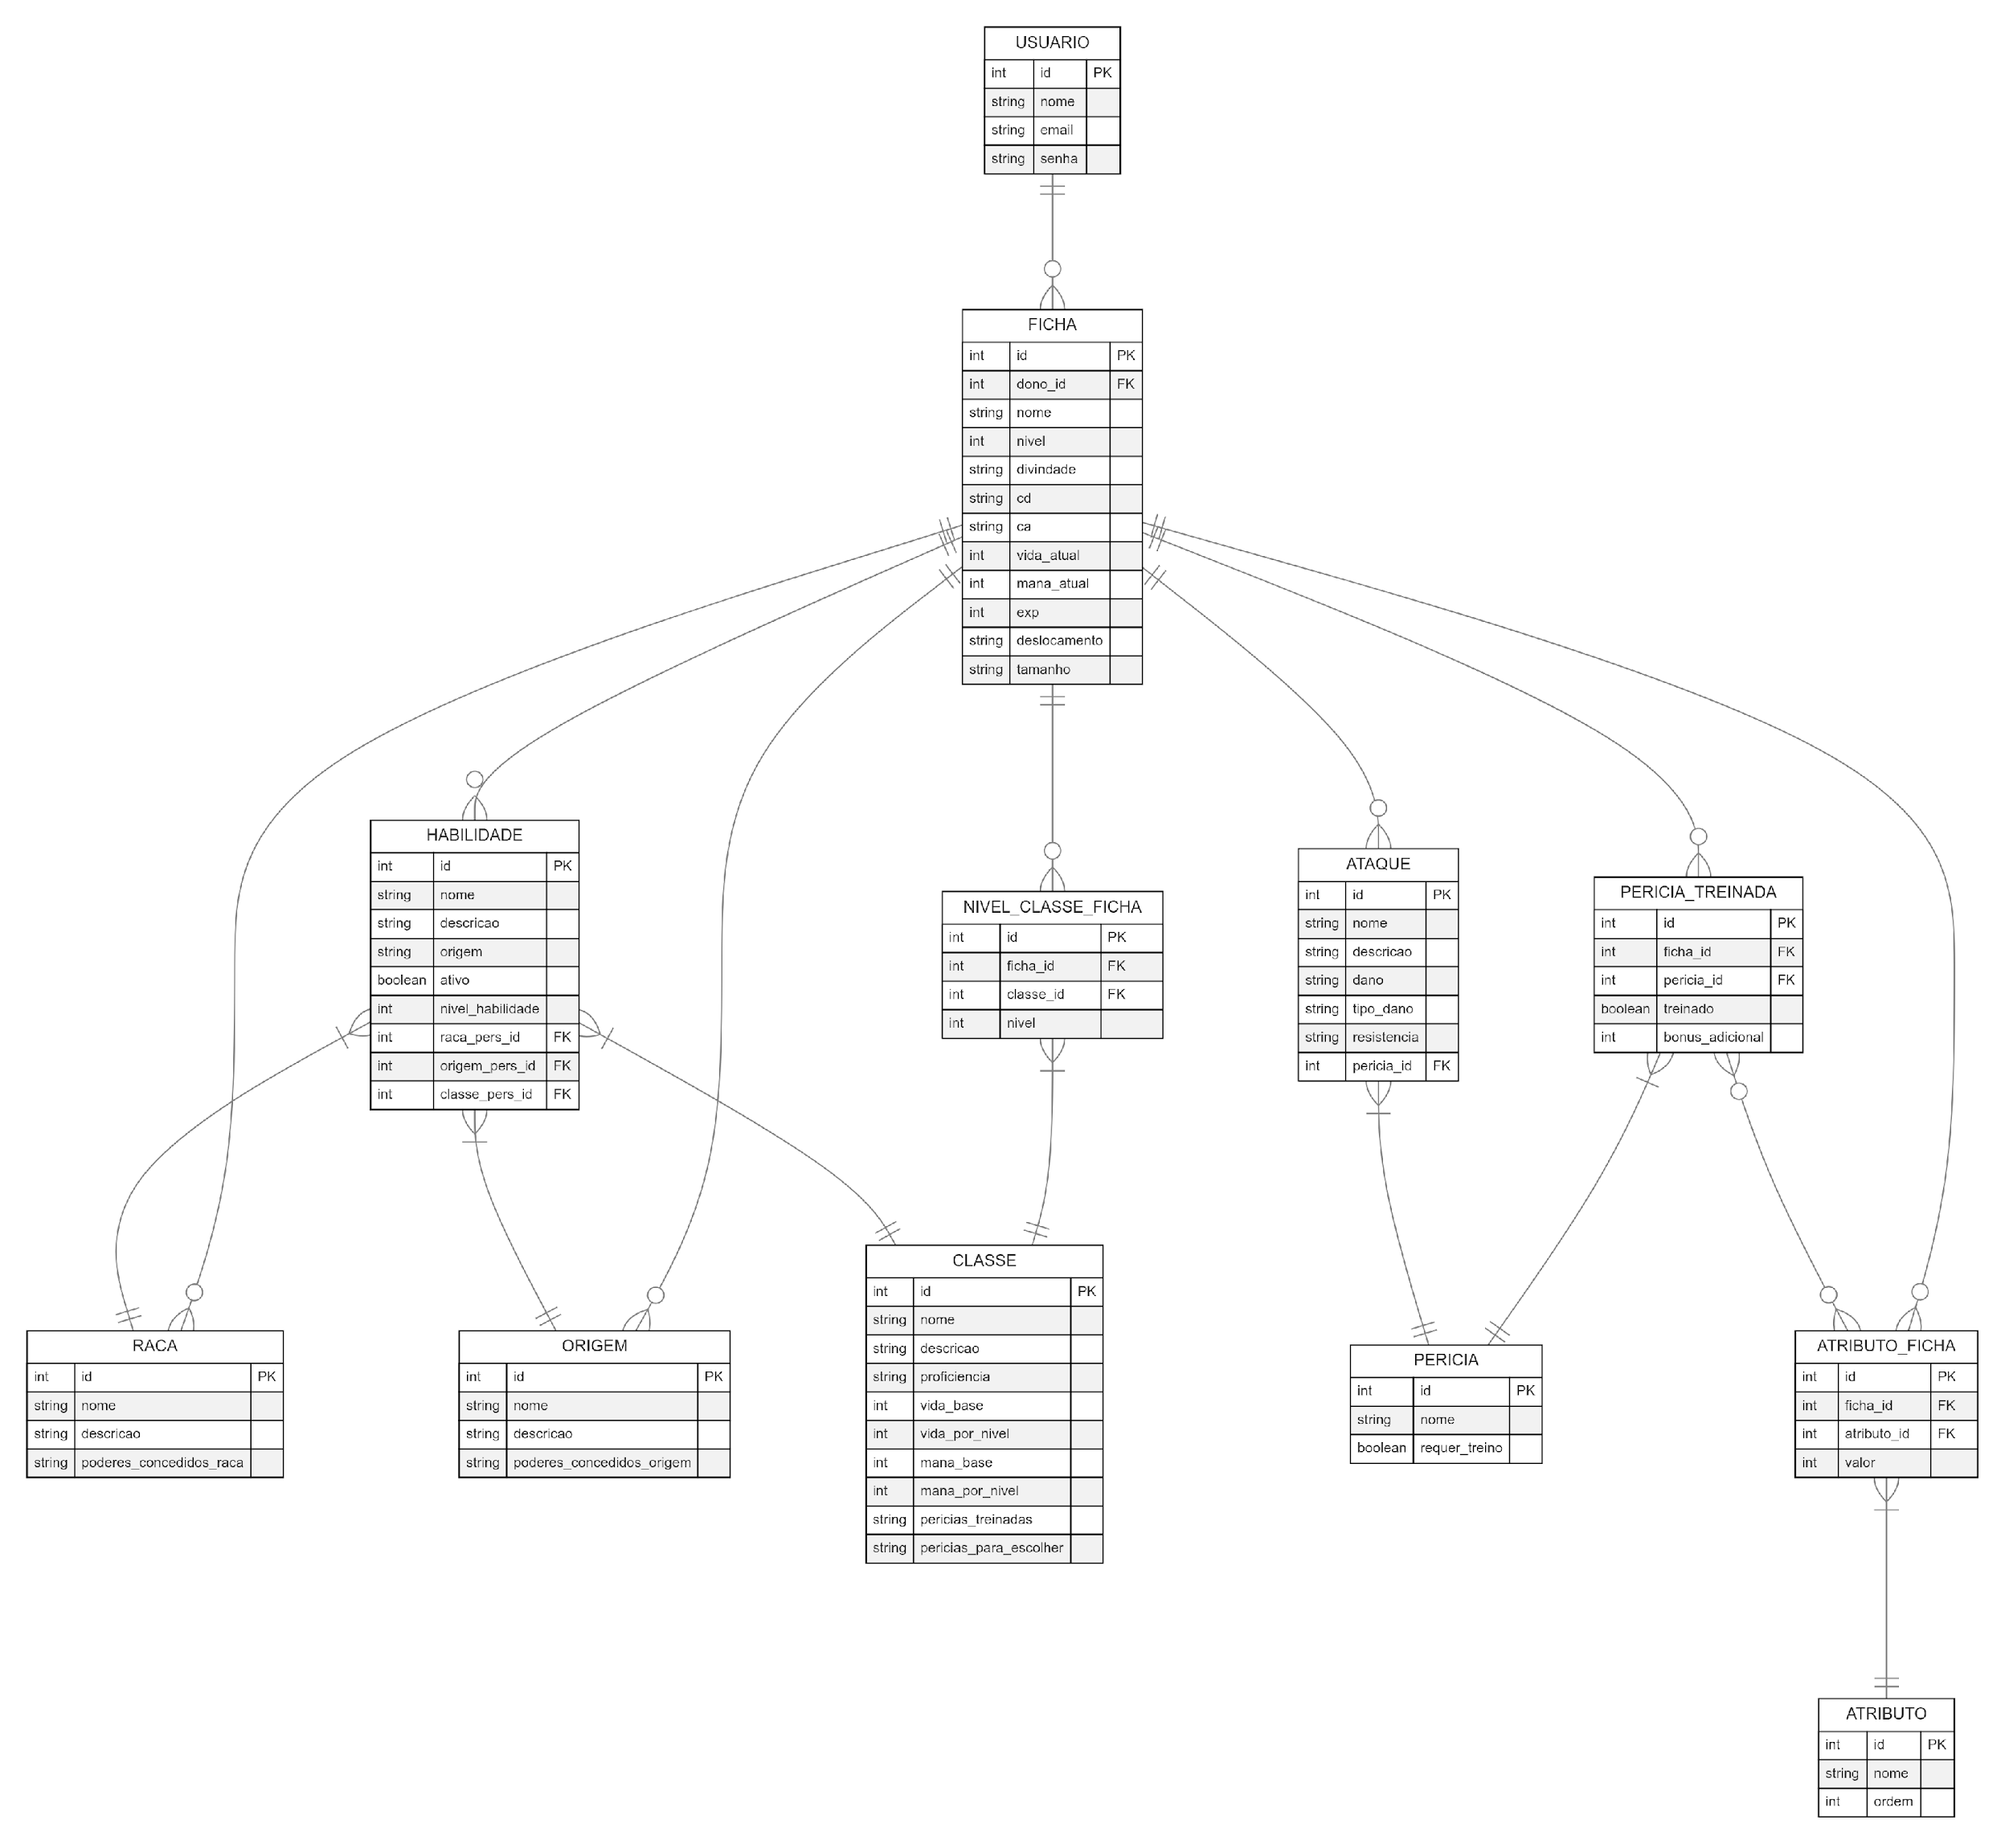 USUARIO
int id PK
string nome
string email
string senha
FICHA
int id PK
int dono_id FK
string nome
int nivel
string divindade
string cd
string ca
int vida_atual
int mana_atual
int exp
string deslocamento
string tamanho
HABILIDADE
int id PK
string nome
string descricao
string origem
boolean ativo
int nivel_habilidade
int raca_pers_id FK
int origem_pers_id FK
int classe_pers_id FK
NIVEL_CLASSE_FICHA
int id PK
int ficha_id FK
int classe_id FK
int nivel
ATAQUE
int id PK
string nome
string descricao
string dano
string tipo_dano
string resistencia
int pericia_id FK
PERICIA_TREINADA
int id PK
int ficha_id FK
int pericia_id FK
boolean treinado
int bonus_adicional
RACA
int id PK
string nome
string descricao
string poderes_concedidos_raca
ORIGEM
int id PK
string nome
string descricao
string poderes_concedidos_origem
CLASSE
int id PK
string nome
string descricao
string proficiencia
int vida_base
int vida_por_nivel
int mana_base
int mana_por_nivel
string pericias_treinadas
string pericias_para_escolher
PERICIA
int id PK
string nome
boolean requer_treino
ATRIBUTO_FICHA
int id PK
int ficha_id FK
int atributo_id FK
int valor
ATRIBUTO
int id PK
string nome
int ordem